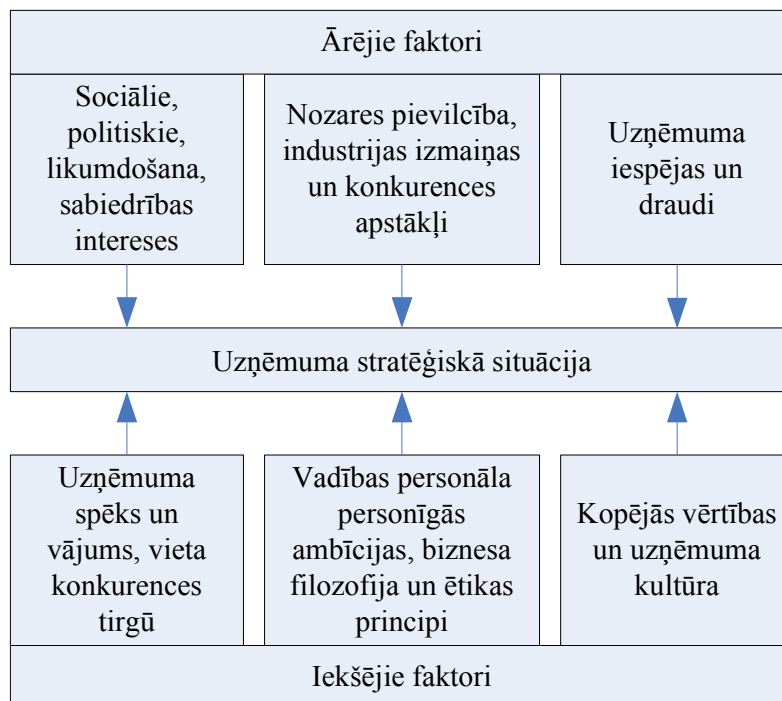 Ārējie faktori
Sociālie,
politiskie,
likumdošana,
sabiedrības
intereses
Nozares pievilcība,
industrijas izmaiņas
un konkurences
apstākļi
Uzņēmuma
iespējas un
draudi
Uzņēmuma stratēģiskā situācija
Uzņēmuma
spēks un
vājums, vieta
konkurences
tirgū
Vadības personāla
personīgās
ambīcijas, biznesa
filozofija un ētikas
principi
Kopējās vērtības
un uzņēmuma
kultūra
Iekšējie faktori